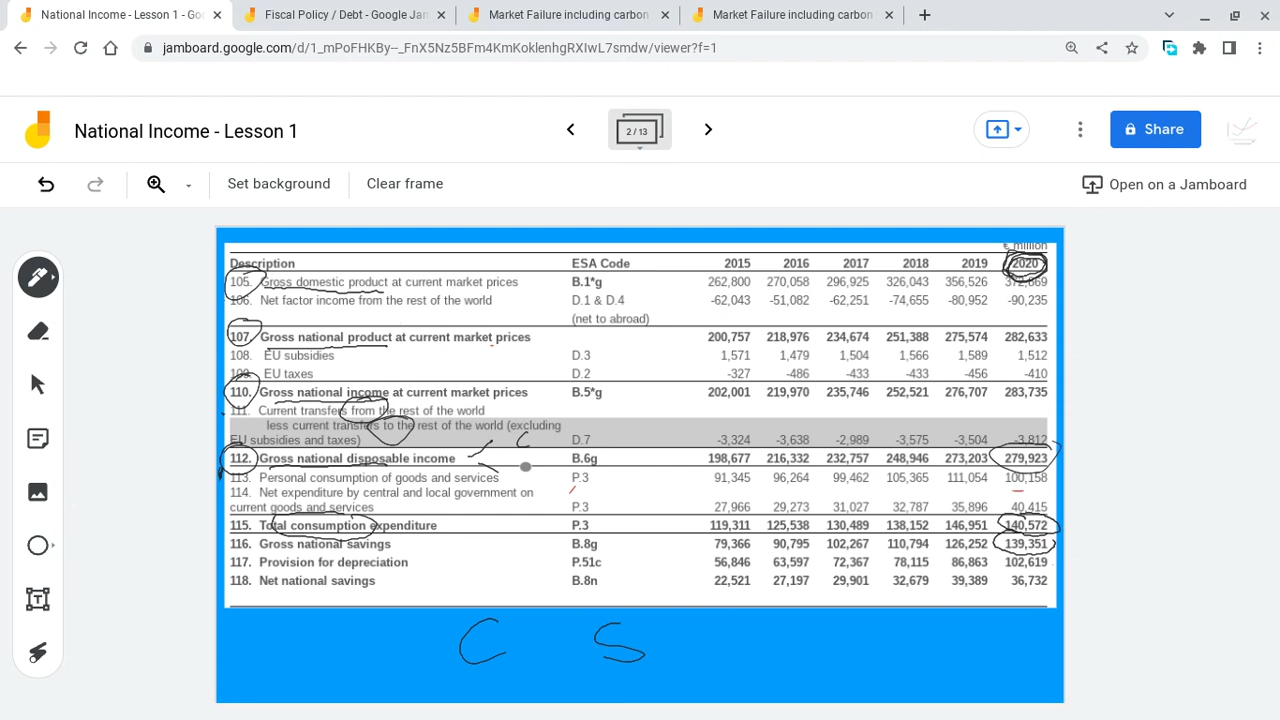 National Income - Lesson 1 - Goo
Fiscal Policy / Debt - Google Jam
Market Failure including carbon
Market Failure including carbon
jamboard.google.com/d/1_mPoFHKBy--_FnX5Nz5BFm4KmKoklenhgRXIwL7smdw/viewer?f=1
National Income - Lesson 1
2 / 13
Share
Set background
Clear frame
Open on a Jamboard
€ million
Description ESA Code 2015 2016 2017 2018 2019 2020
105. Gross domestic product at current market prices B.1*g 262,800 270,058 296,925 326,043 356,526 372,869
106. Net factor income from the rest of the world D.1 & D.4 -62,043 -51,082 -62,251 -74,655 -80,952 -90,235
(net to abroad)
107. Gross national product at current market prices 200,757 218,976 234,674 251,388 275,574 282,633
108. EU subsidies D.3 1,571 1,479 1,504 1,566 1,589 1,512
109. EU taxes D.2 -327 -486 -433 -433 -456 -410
110. Gross national income at current market prices B.5*g 202,001 219,970 235,746 252,521 276,707 283,735
111. Current transfers from the rest of the world
less current transfers to the rest of the world (excluding
EU subsidies and taxes) D.7 -3,324 -3,638 -2,989 -3,575 -3,504 -3,812
112. Gross national disposable income B.6g 198,677 216,332 232,757 248,946 273,203 279,923
C
113. Personal consumption of goods and services P.3 91,345 96,264 99,462 105,365 111,054 100,158
114. Net expenditure by central and local government on
current goods and services P.3 27,966 29,273 31,027 32,787 35,896 40,415
115. Total consumption expenditure P.3 119,311 125,538 130,489 138,152 146,951 140,572
116. Gross national savings B.8g 79,366 90,795 102,267 110,794 126,252 139,351
117. Provision for depreciation P.51c 56,846 63,597 72,367 78,115 86,863 102,619
118. Net national savings B.8n 22,521 27,197 29,901 32,679 39,389 36,732
C S